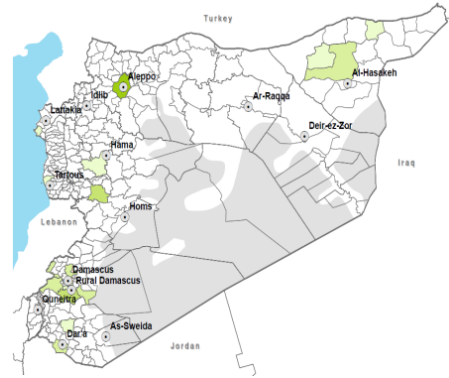 Turkey
Aleppo
Al-Hasakeh
Idlib
Ar-Raqqa
Lattakia
Deir-ez-Zor
Hama
Iraq
Tartous
Homs
Lebanon
Damascus
Rural Damascus
Quneitra
As-Sweida
Dar'a
Jordan